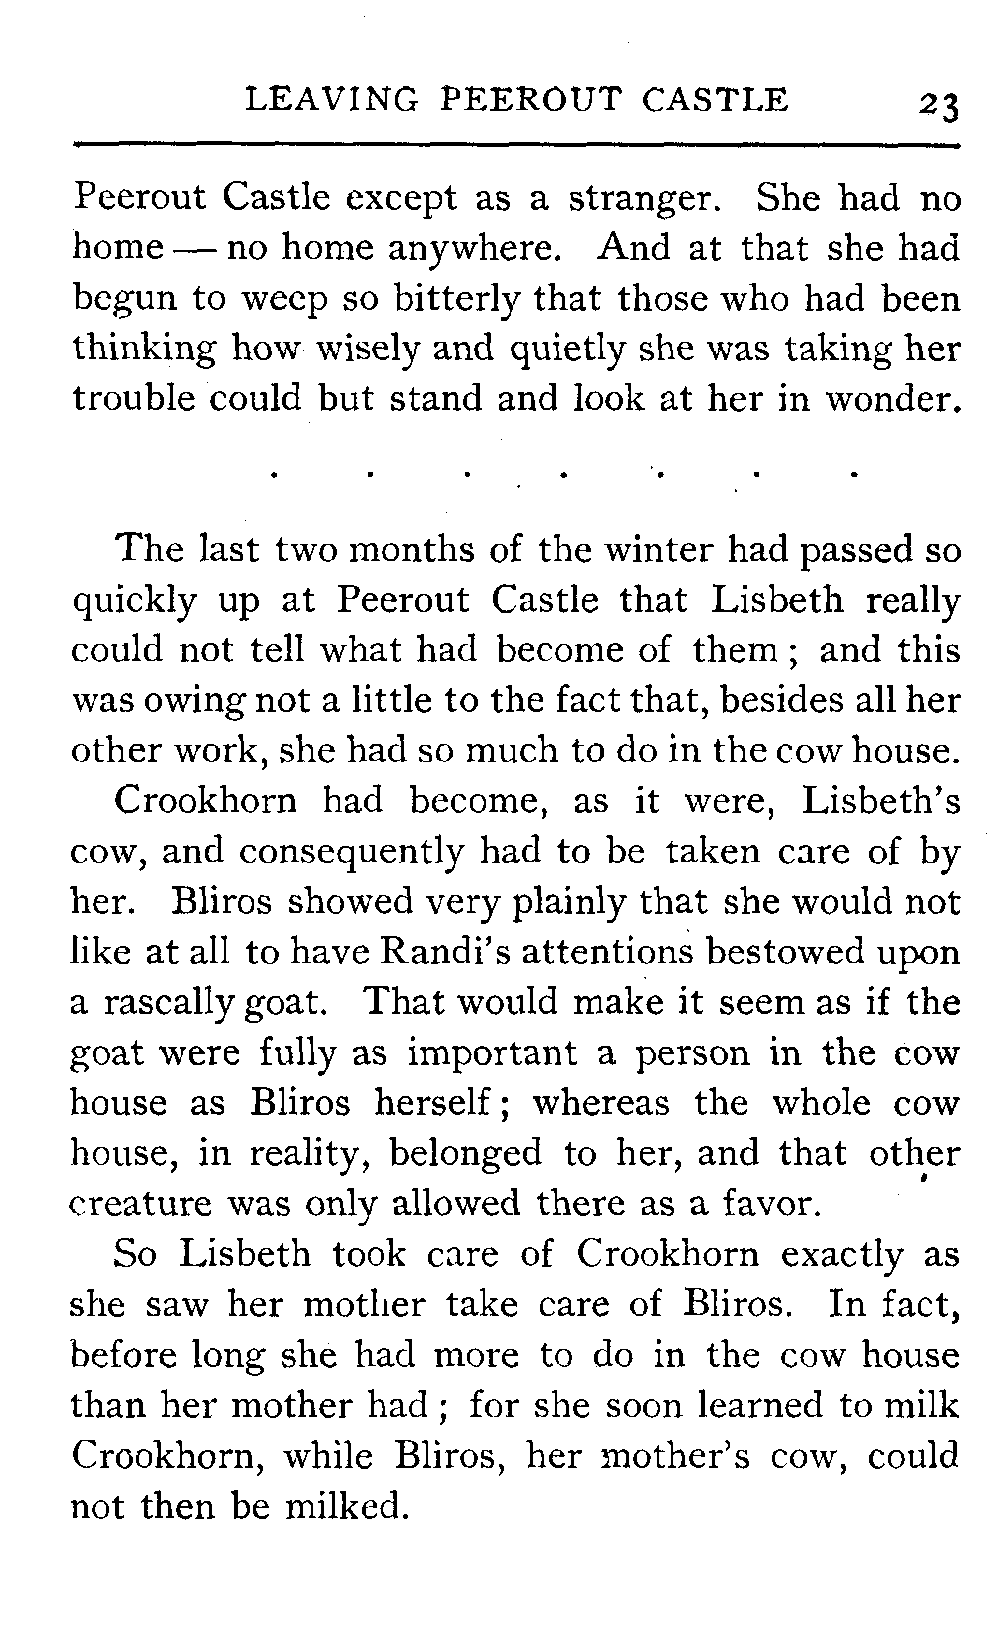 LEAVING PEEROUT CASTLE 23
Peerout Castle except as a stranger. She had no
home — no home anywhere. And at that she had
begun to weep so bitterly that those who had been
thinking how wisely and quietly she was taking her
trouble could but stand and look at her in wonder.
. . . . . . .
The last two months of the winter had passed so
quickly up at Peerout Castle that Lisbeth really
could not tell what had become of them ; and this
was owing not a little to the fact that, besides all her
other work, she had so much to do in the cow house.
Crookhorn had become, as it were, Lisbeth's
cow, and consequently had to be taken care of by
her. Bliros showed very plainly that she would not
like at all to have Randi's attentions bestowed upon
a rascally goat. That would make it seem as if the
goat were fully as important a person in the cow
house as Bliros herself ; whereas the whole cow
house, in reality, belonged to her, and that other
creature was only allowed there as a favor.
So Lisbeth took care of Crookhorn exactly as
she saw her mother take care of Bliros. In fact,
before long she had more to do in the cow house
than her mother had ; for she soon learned to milk
Crookhorn, while Bliros, her mother's cow, could
not then be milked.